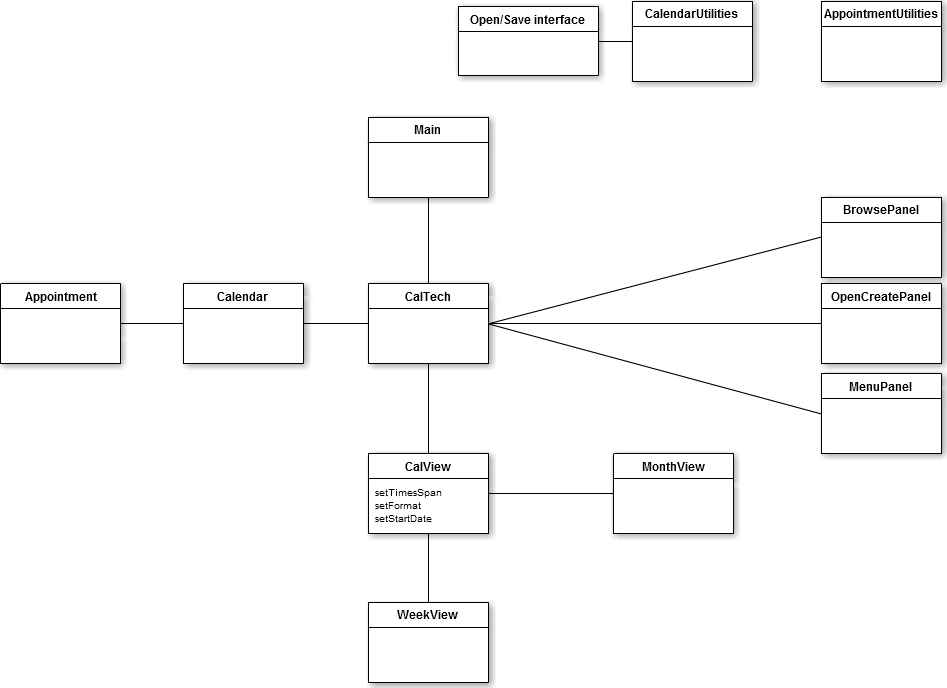 Open/Save interface
CalendarUtilities
AppointmentUtilities
Main
BrowsePanel
Appointment
Calendar
CalTech
OpenCreatePanel
MenuPanel
CalView
setTimesSpan
setFormat
setStartDate
MonthView
WeekView